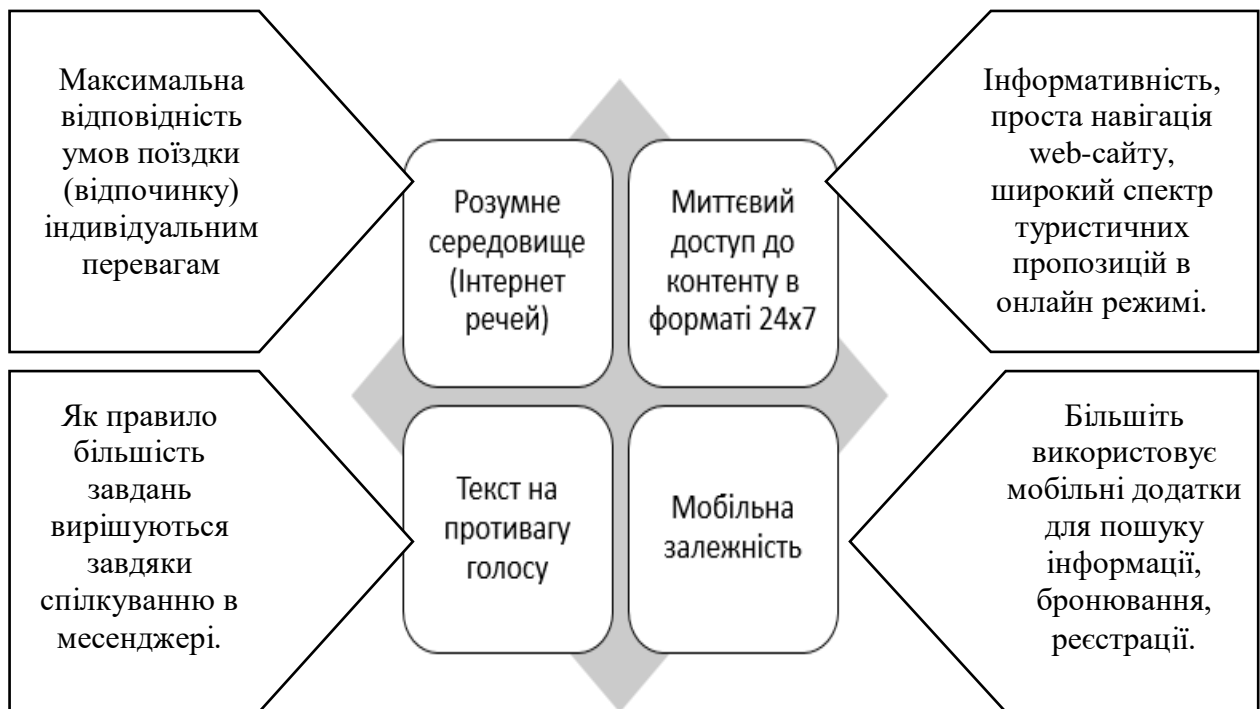 Максимальна
відповідність
умов поїздки
(відпочинку)
індивідуальним
перевагам
Розумне
середовище
(Інтернет
речей)
Миттєвий
доступ до
контенту в
форматі 24х7
Інформативність,
проста навігація
web-сайту,
широкий спектр
туристичних
пропозицій в
онлайн режимі.
Як правило
більшість
завдань
вирішуються
завдяки
спілкуванню в
месенджері.
Текст на
противагу
голосу
Мобільна
залежність
Більшіть
використовує
мобільні додатки
для пошуку
інформації,
бронювання,
реєстрації.